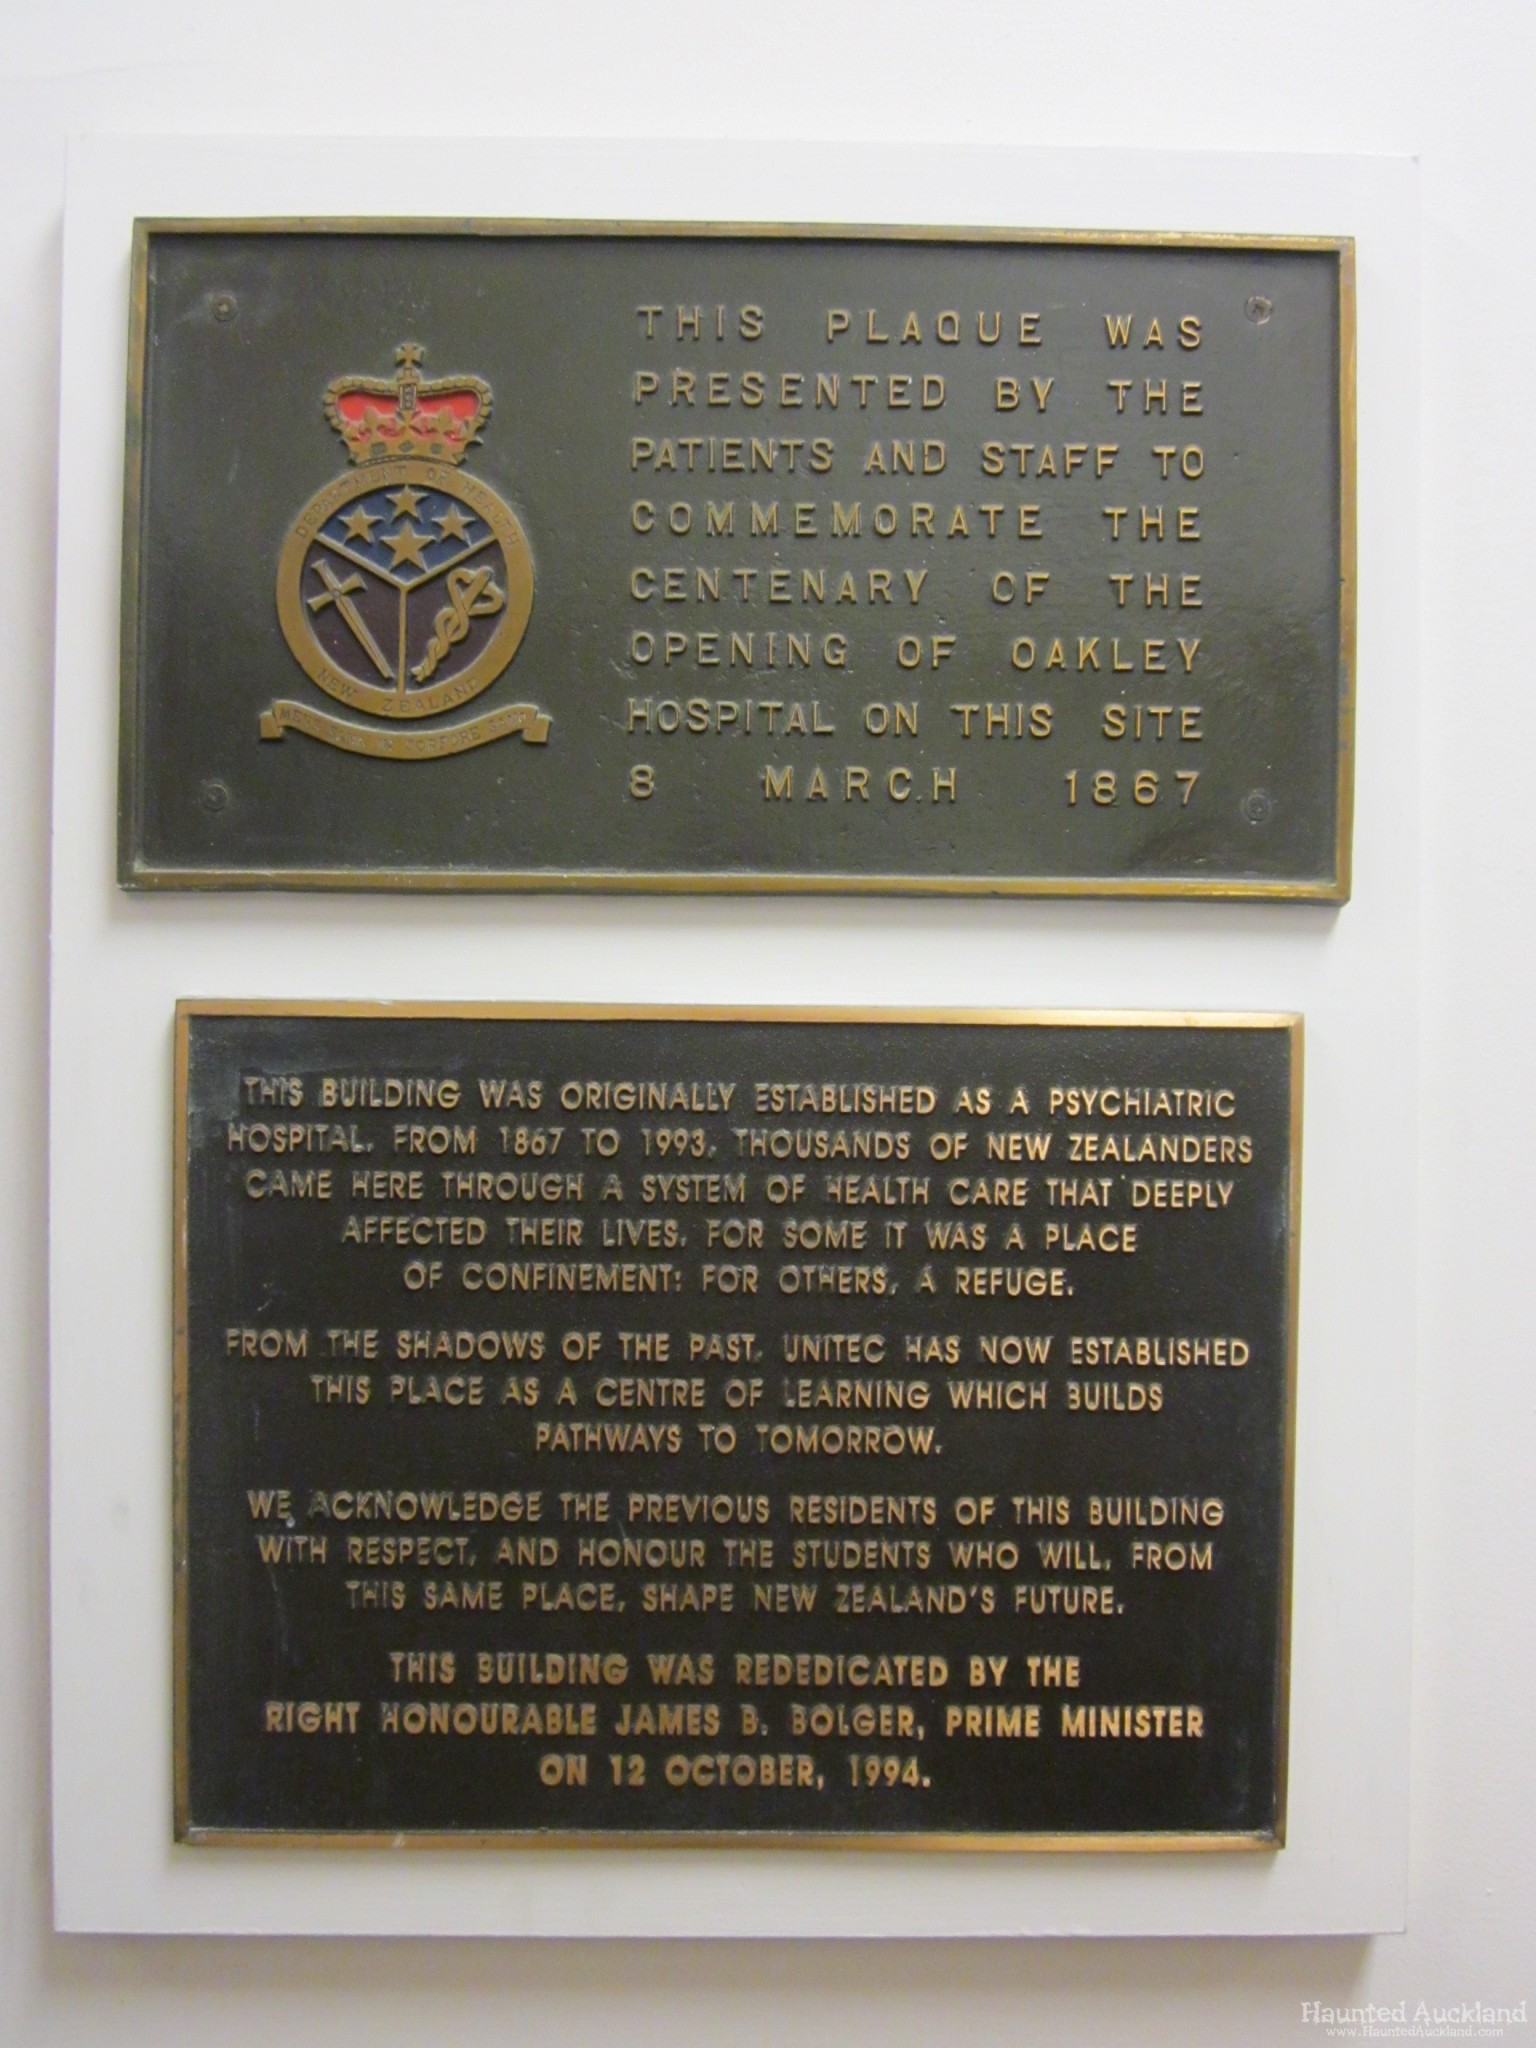 DEPARTMENT OF HEALTH
NEW ZEALAND
MENS SANA IN CORPORE SANO
THIS PLAQUE WAS
PRESENTED BY THE
PATIENTS AND STAFF TO
COMMEMORATE THE
CENTENARY OF THE
OPENING OF OAKLEY
HOSPITAL ON THIS SITE
8 MARCH 1867
THIS BUILDING WAS ORIGINALLY ESTABLISHED AS A PSYCHIATRIC
HOSPITAL. FROM 1867 TO 1993, THOUSANDS OF NEW ZEALANDERS
CAME HERE THROUGH A SYSTEM OF HEALTH CARE THAT DEEPLY
AFFECTED THEIR LIVES. FOR SOME IT WAS A PLACE
OF CONFINEMENT; FOR OTHERS, A REFUGE.
FROM THE SHADOWS OF THE PAST, UNITEC HAS NOW ESTABLISHED
THIS PLACE AS A CENTRE OF LEARNING WHICH BUILDS
PATHWAYS TO TOMORROW.
WE ACKNOWLEDGE THE PREVIOUS RESIDENTS OF THIS BUILDING
WITH RESPECT, AND HONOUR THE STUDENTS WHO WILL, FROM
THIS SAME PLACE, SHAPE NEW ZEALAND'S FUTURE.
THIS BUILDING WAS REDEDICATED BY THE
RIGHT HONOURABLE JAMES B. BOLGER, PRIME MINISTER
ON 12 OCTOBER, 1994.
Haunted Auckland
www.HauntedAuckland.com